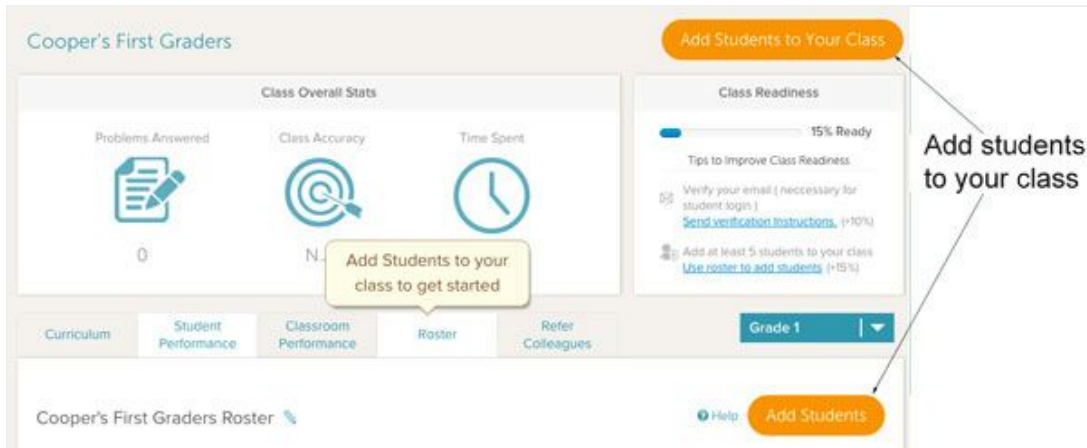 Cooper's First Graders
Add Students to Your Class
Class Overall Stats
Problems Answered
Class Accuracy
Time Spent
0
N..
Add Students to your
class to get started
Class Readiness
15% Ready
Tips to Improve Class Readiness
Verify your email ( neccessary for
student login )
Send verification Instructions. (+10%)
Add at least 5 students to your class
Use roster to add students (+15%)
Add students
to your class
Curriculum
Student
Performance
Classroom
Performance
Roster
Refer
Colleagues
Grade 1
Cooper's First Graders Roster
Help
Add Students